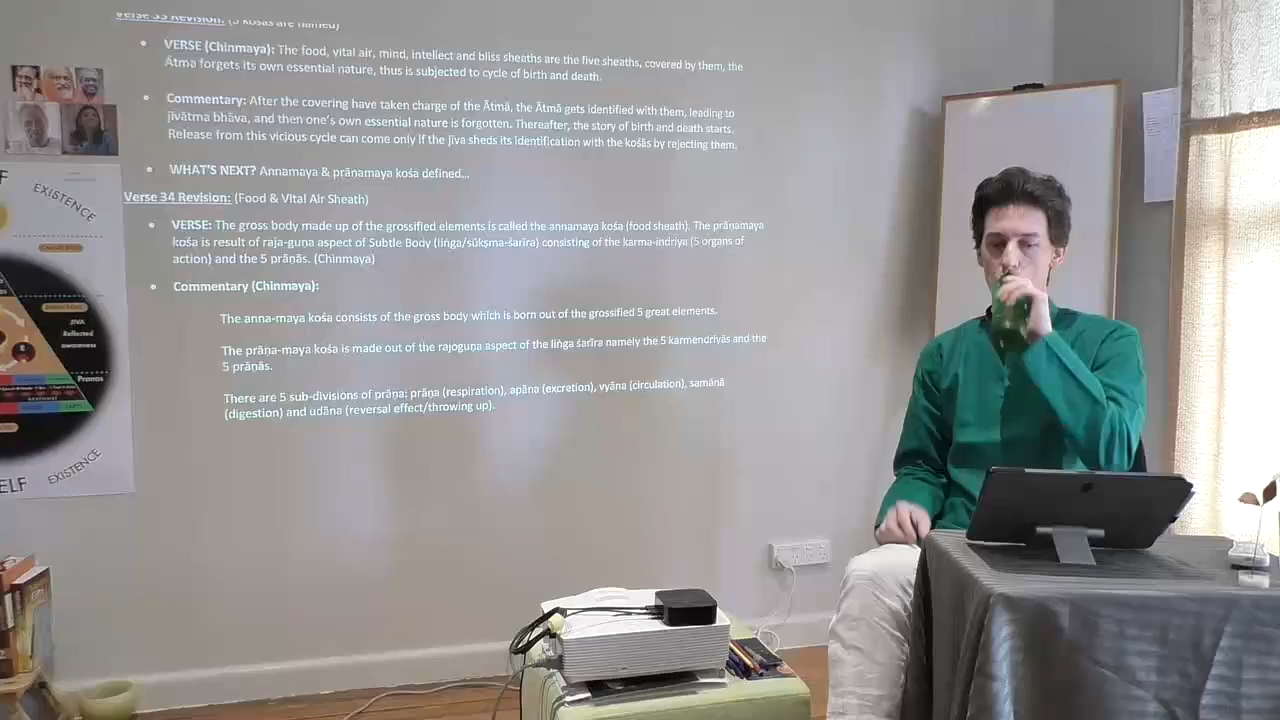 Verse 33 Revision: (5 kośas are named)
VERSE (Chinmaya): The food, vital air, mind, intellect and bliss sheaths are the five sheaths, covered by them, the
Ātma forgets its own essential nature, thus is subjected to cycle of birth and death.
Commentary: After the covering have taken charge of the Ātmā, the Ātmā gets identified with them, leading to
jīvātma bhāva, and then one's own essential nature is forgotten. Thereafter, the story of birth and death starts.
Release from this vicious cycle can come only if the jīva sheds its identification with the kośās by rejecting them.
WHAT'S NEXT? Annamaya & prāṇamaya kośa defined...
Verse 34 Revision: (Food & Vital Air Sheath)
VERSE: The gross body made up of the grossified elements is called the annamaya kośa (food sheath). The prāṇamaya
kośa is result of raja-guṇa aspect of Subtle Body (liṅga/sūkṣma-śarīra) consisting of the karma-indriya (5 organs of
action) and the 5 prāṇās. (Chinmaya)
Commentary (Chinmaya):
The anna-maya kośa consists of the gross body which is born out of the grossified 5 great elements.
The prāṇa-maya kośa is made out of the rajoguṇa aspect of the liṅga śarīra namely the 5 karmendriyās and the
5 prāṇās.
There are 5 sub-divisions of prāṇa: prāṇa (respiration), apāna (excretion), vyāna (circulation), samānā
(digestion) and udāna (reversal effect/throwing up).
F
EXISTENCE
JIVA
Reflected
awareness
Pranas
E
ELF
EXISTENCE